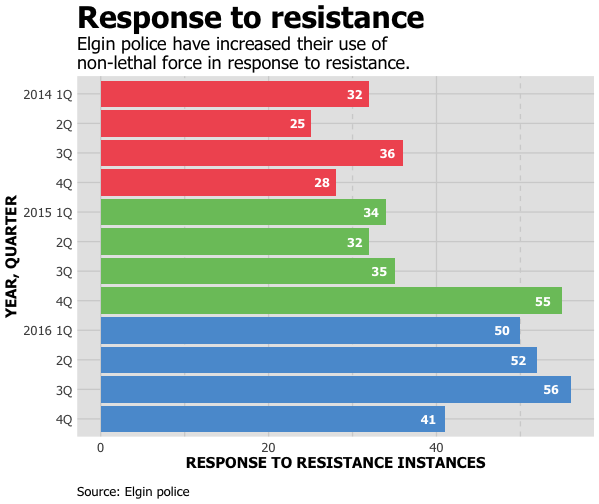 Response to resistance
Elgin police have increased their use of
non-lethal force in response to resistance.
YEAR, QUARTER
2014 1Q 32
2Q 25
3Q 36
4Q 28
2015 1Q 34
2Q 32
3Q 35
4Q 55
2016 1Q 50
2Q 52
3Q 56
4Q 41
0 20 40
RESPONSE TO RESISTANCE INSTANCES
Source: Elgin police